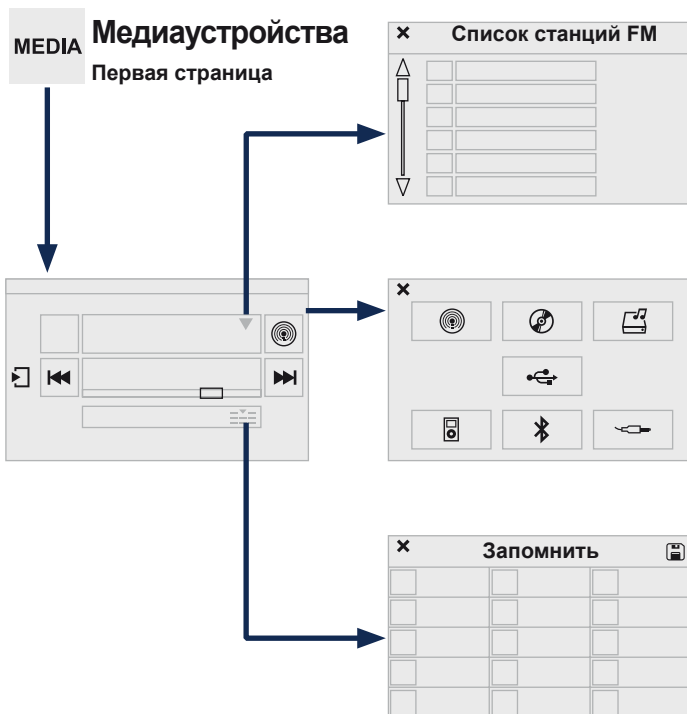 MEDIA
Медиаустройства
Первая страница
Список станций FM
Запомнить